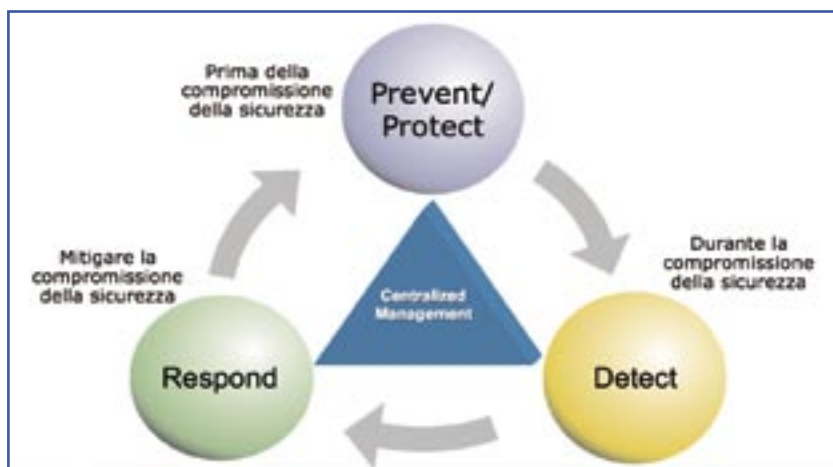 Prima della
compromissione
della sicurezza
Prevent/
Protect
Mitigare la
compromissione
della sicurezza
Durante la
compromissione
della sicurezza
Centralized
Management
Respond
Detect